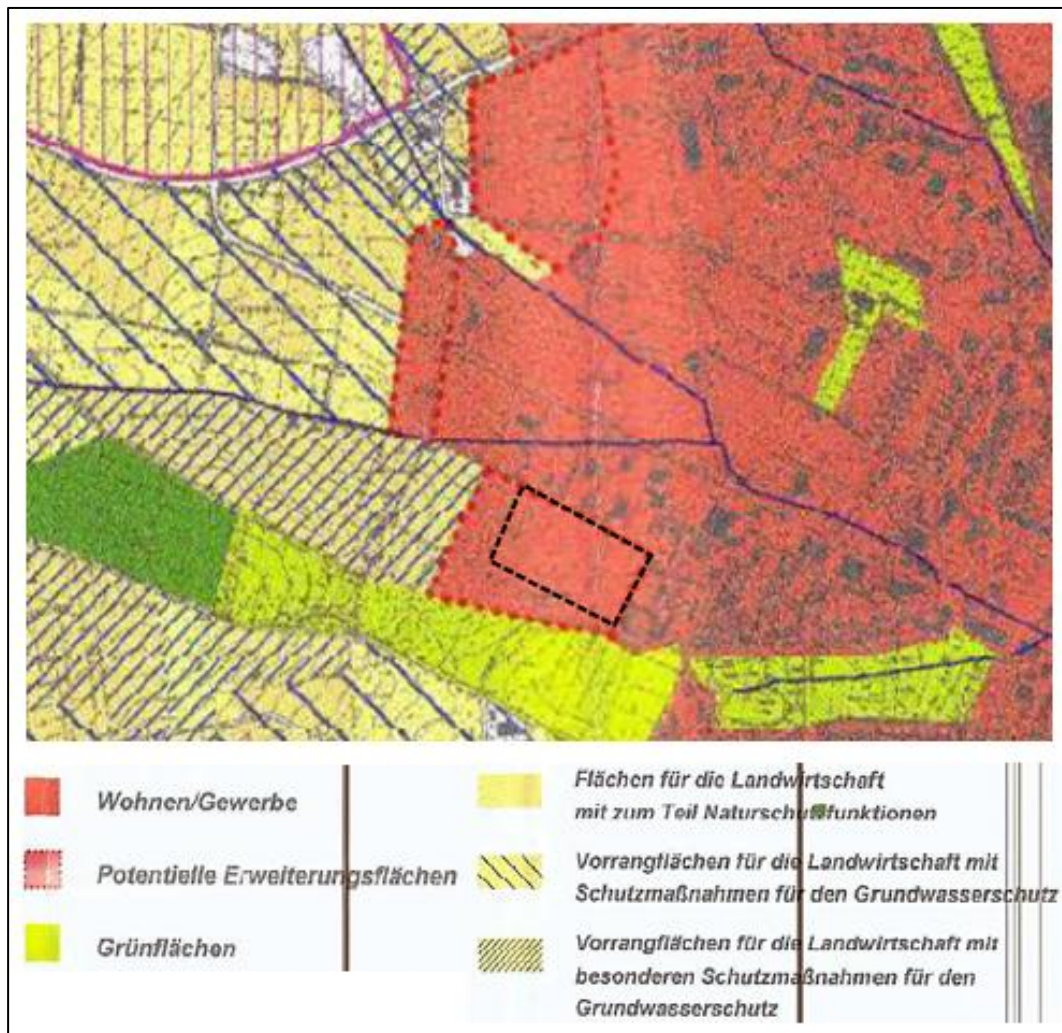 Wohnen/Gewerbe
Potentielle Erweiterungsflächen
Grünflächen
Flächen für die Landwirtschaft
mit zum Teil Naturschutzfunktionen
Vorrangflächen für die Landwirtschaft mit
Schutzmaßnahmen für den Grundwasserschutz
Vorrangflächen für die Landwirtschaft mit
besonderen Schutzmaßnahmen für den
Grundwasserschutz